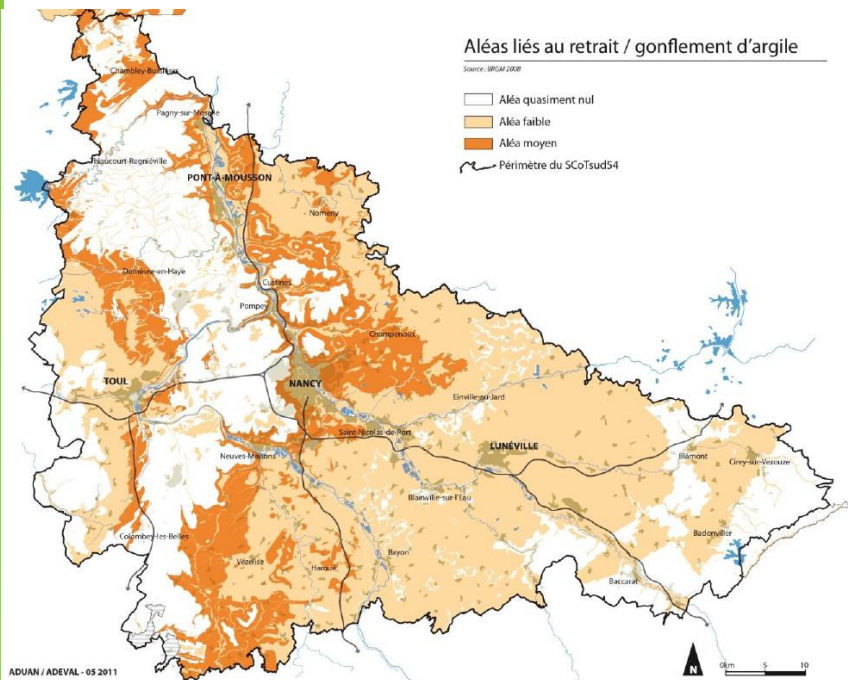 Aléas liés au retrait / gonflement d'argile
Source : BRGM 2008
Aléa quasiment nul
Aléa faible
Aléa moyen
Périmètre du SCoTsud54
Chambley-Bussières
Pagny-sur-Moselle
Thiaucourt-Regniéville
PONT-À-MOUSSON
Nomeny
Domèvre-en-Haye
Custines
Pompey
Champenoux
TOUL
NANCY
Einville-au-Jard
Saint-Nicolas-de-Port
LUNÉVILLE
Neuves-Maisons
Blâmont
Cirey-sur-Vezouze
Blainville-sur-l'Eau
Colombey-les-Belles
Badonviller
Bayon
Vézelise
Haroué
Baccarat
N
0km 5 10
ADUAN / ADEVAL - 05 2011